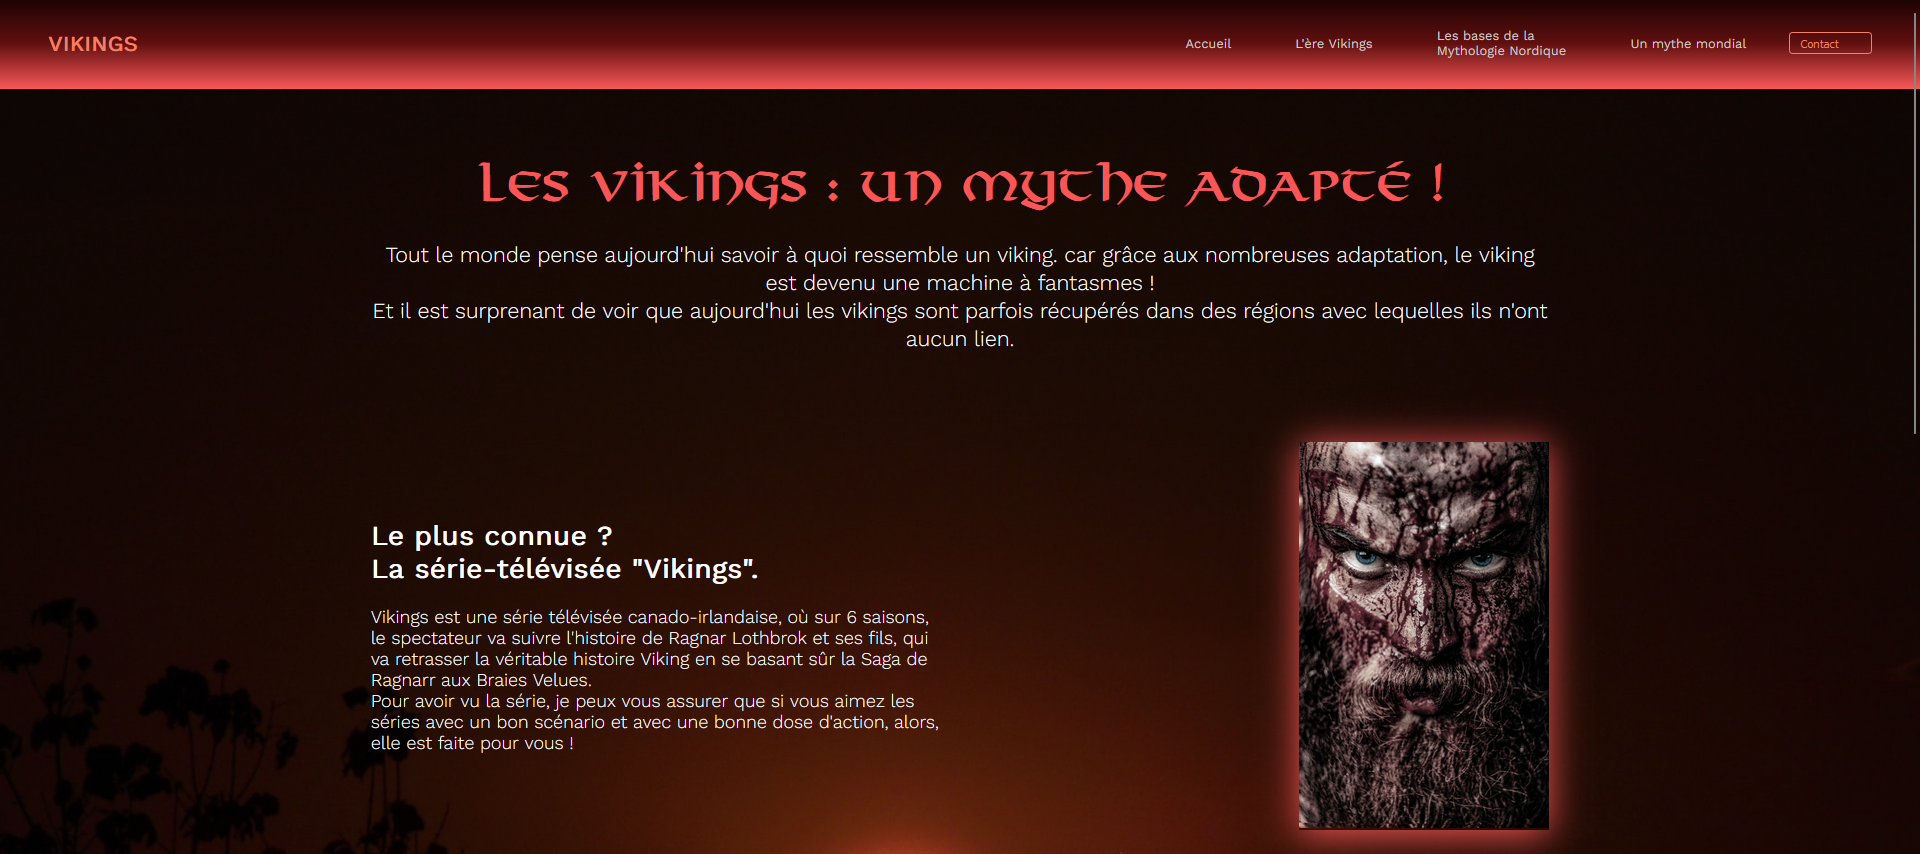 VIKINGS
Accueil
L'ère Vikings
Les bases de la
Mythologie Nordique
Un mythe mondial
Contact
Les vikings : un mythe adapté !
Tout le monde pense aujourd'hui savoir à quoi ressemble un viking. car grâce aux nombreuses adaptation, le viking
est devenu une machine à fantasmes !
Et il est surprenant de voir que aujourd'hui les vikings sont parfois récupérés dans des régions avec lequelles ils n'ont
aucun lien.
Le plus connue ?
La série-télévisée "Vikings".
Vikings est une série télévisée canado-irlandaise, où sur 6 saisons,
le spectateur va suivre l'histoire de Ragnar Lothbrok et ses fils, qui
va retrasser la véritable histoire Viking en se basant sûr la Saga de
Ragnarr aux Braies Velues.
Pour avoir vu la série, je peux vous assurer que si vous aimez les
séries avec un bon scénario et avec une bonne dose d'action, alors,
elle est faite pour vous !